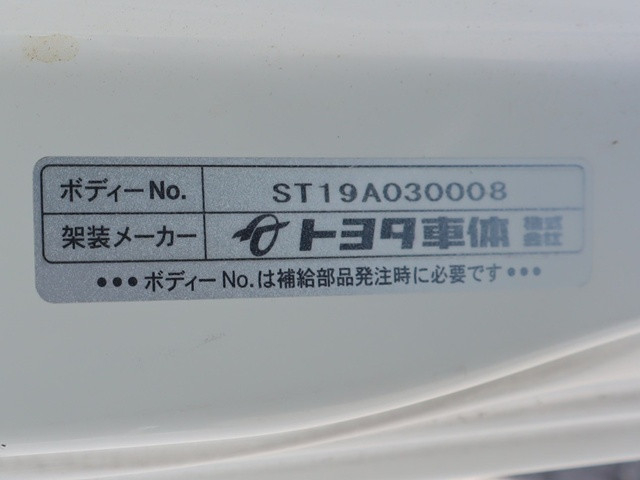 ボディーNo. ST19A030008
架装メーカー トヨタ車体 株式会社
●●●ボディーNo.は補給部品発注時に必要です●●●